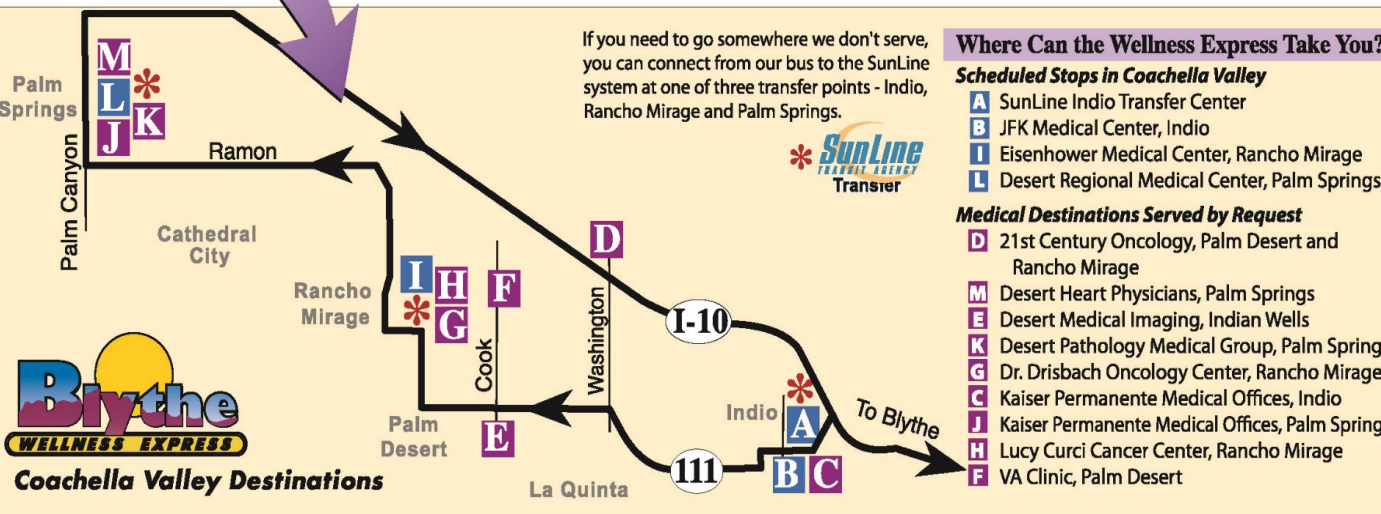 If you need to go somewhere we don't serve,
you can connect from our bus to the SunLine
system at one of three transfer points - Indio,
Rancho Mirage and Palm Springs.
* SunLine
TRANSIT AGENCY
Transfer
Where Can the Wellness Express Take You?
Scheduled Stops in Coachella Valley
A SunLine Indio Transfer Center
B JFK Medical Center, Indio
I Eisenhower Medical Center, Rancho Mirage
L Desert Regional Medical Center, Palm Springs
Medical Destinations Served by Request
D 21st Century Oncology, Palm Desert and
Rancho Mirage
M Desert Heart Physicians, Palm Springs
E Desert Medical Imaging, Indian Wells
K Desert Pathology Medical Group, Palm Spring
G Dr. Drisbach Oncology Center, Rancho Mirage
C Kaiser Permanente Medical Offices, Indio
J Kaiser Permanente Medical Offices, Palm Spring
H Lucy Curci Cancer Center, Rancho Mirage
F VA Clinic, Palm Desert
Palm
Springs
M
L *
J K
Palm Canyon
Ramon
Cathedral
City
Rancho
Mirage
I H
* G
F
Cook
D
Washington
I-10
Palm
Desert
E
La Quinta
111
Indio
*
A
B C
To Blythe
Blythe
WELLNESS EXPRESS
Coachella Valley Destinations